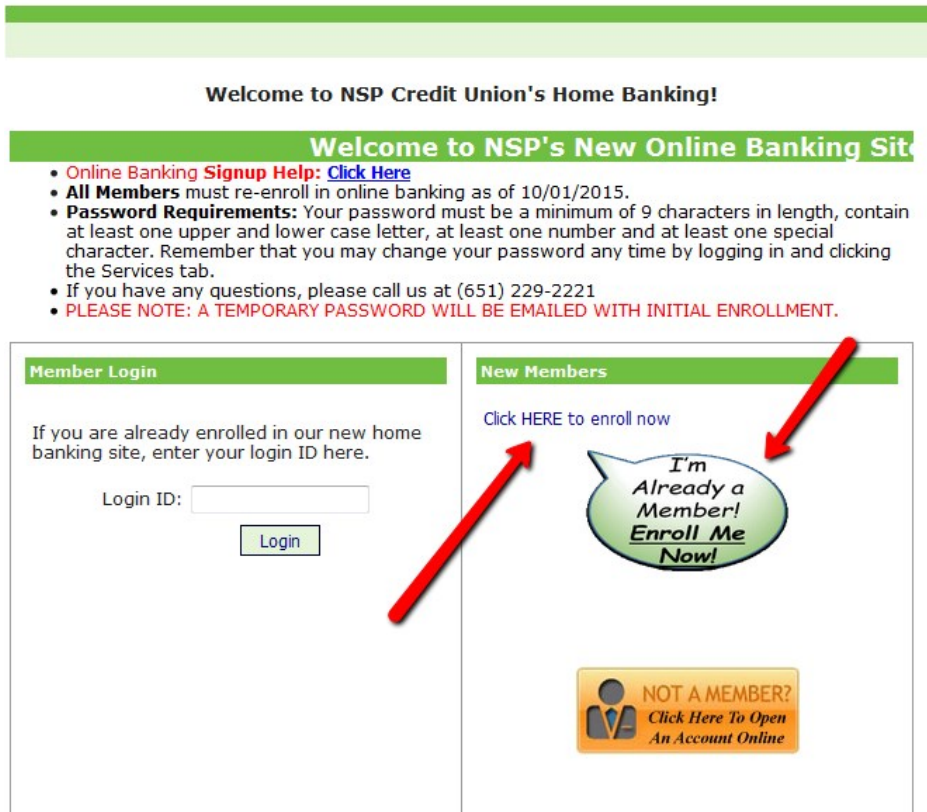 Welcome to NSP Credit Union's Home Banking!
Welcome to NSP's New Online Banking Site
• Online Banking Signup Help: Click Here
• All Members must re-enroll in online banking as of 10/01/2015.
• Password Requirements: Your password must be a minimum of 9 characters in length, contain
at least one upper and lower case letter, at least one number and at least one special
character. Remember that you may change your password any time by logging in and clicking
the Services tab.
• If you have any questions, please call us at (651) 229-2221
• PLEASE NOTE: A TEMPORARY PASSWORD WILL BE EMAILED WITH INITIAL ENROLLMENT.
Member Login
If you are already enrolled in our new home
banking site, enter your login ID here.
Login ID:
Login
New Members
Click HERE to enroll now
I'm
Already a
Member!
Enroll Me
Now!
NOT A MEMBER?
Click Here To Open
An Account Online